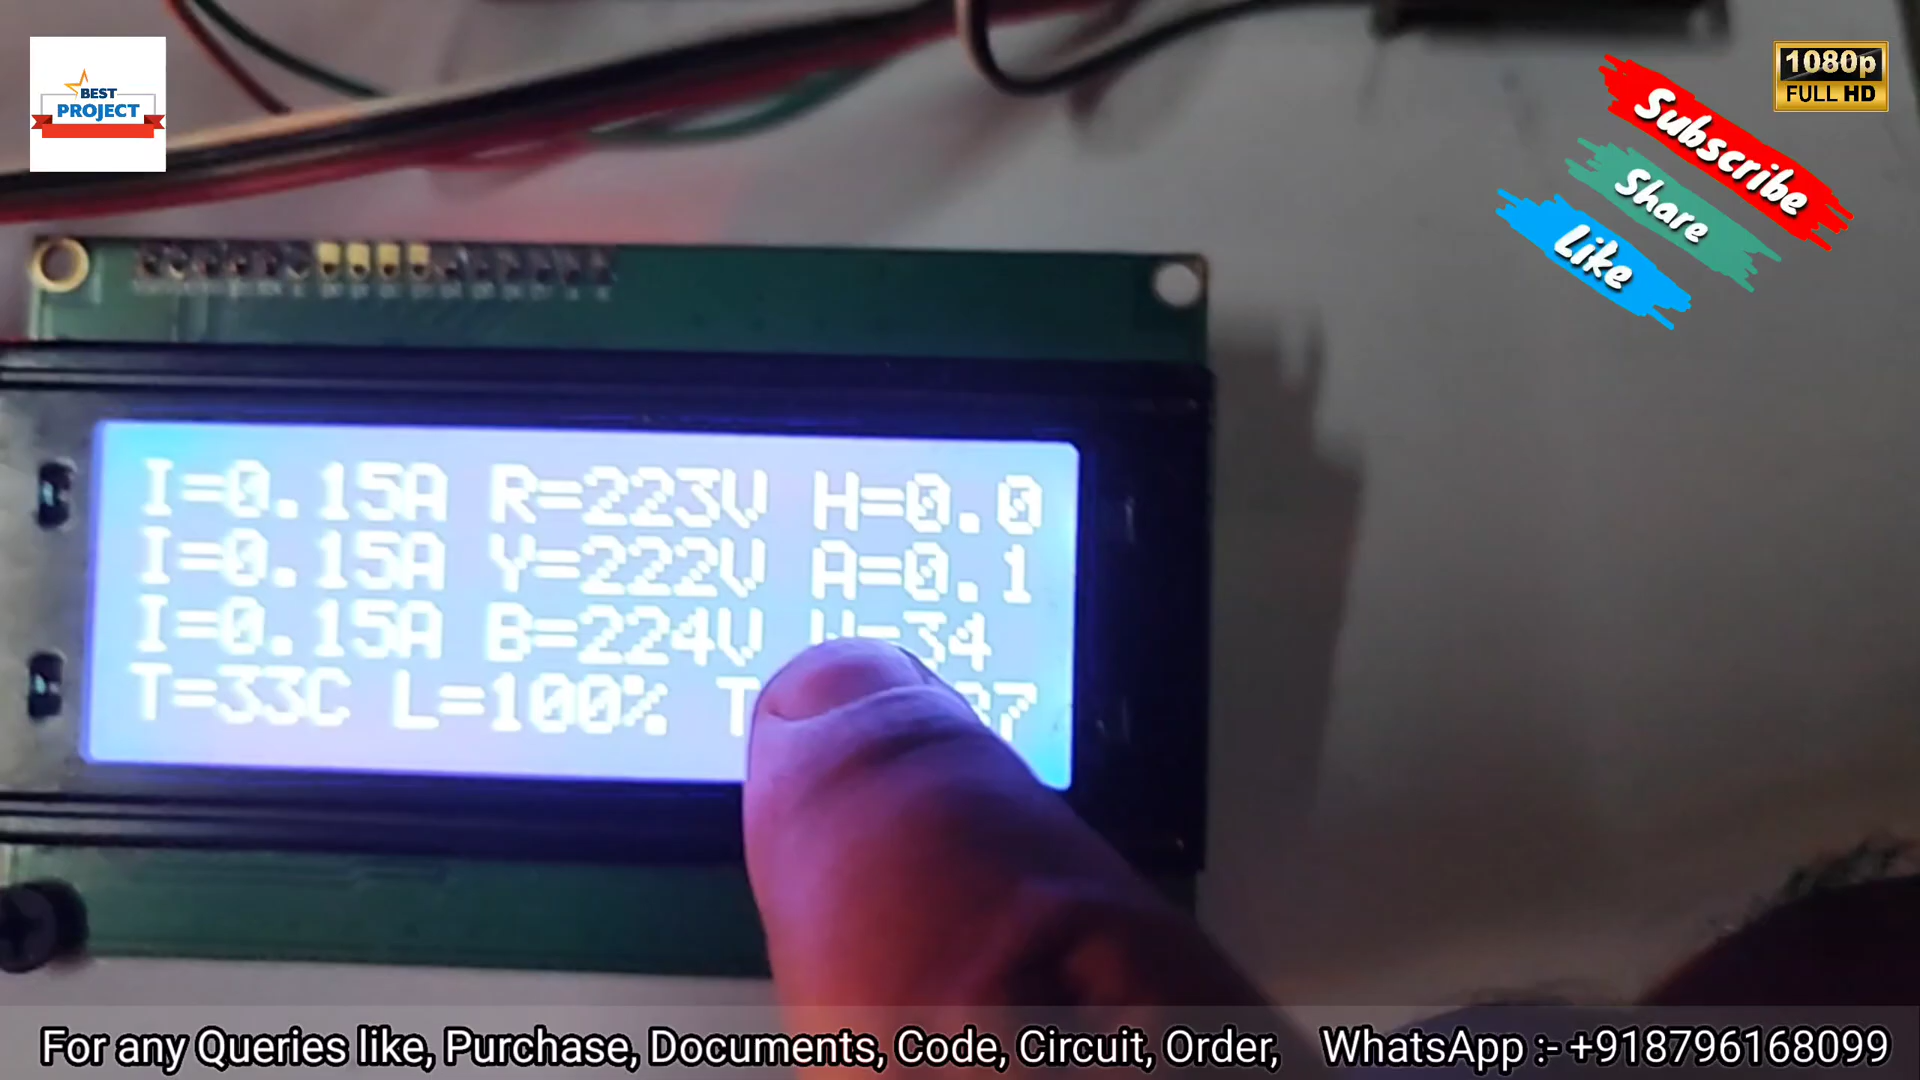 BEST
PROJECT
1080p
FULL HD
Subscribe
Share
Like
I=0.15A R=223V H=0.0
I=0.15A Y=222V A=0.1
I=0.15A B=224V W=34
T=33C L=100% T
For any Queries like, Purchase, Documents, Code, Circuit, Order, WhatsApp :- +918796168099